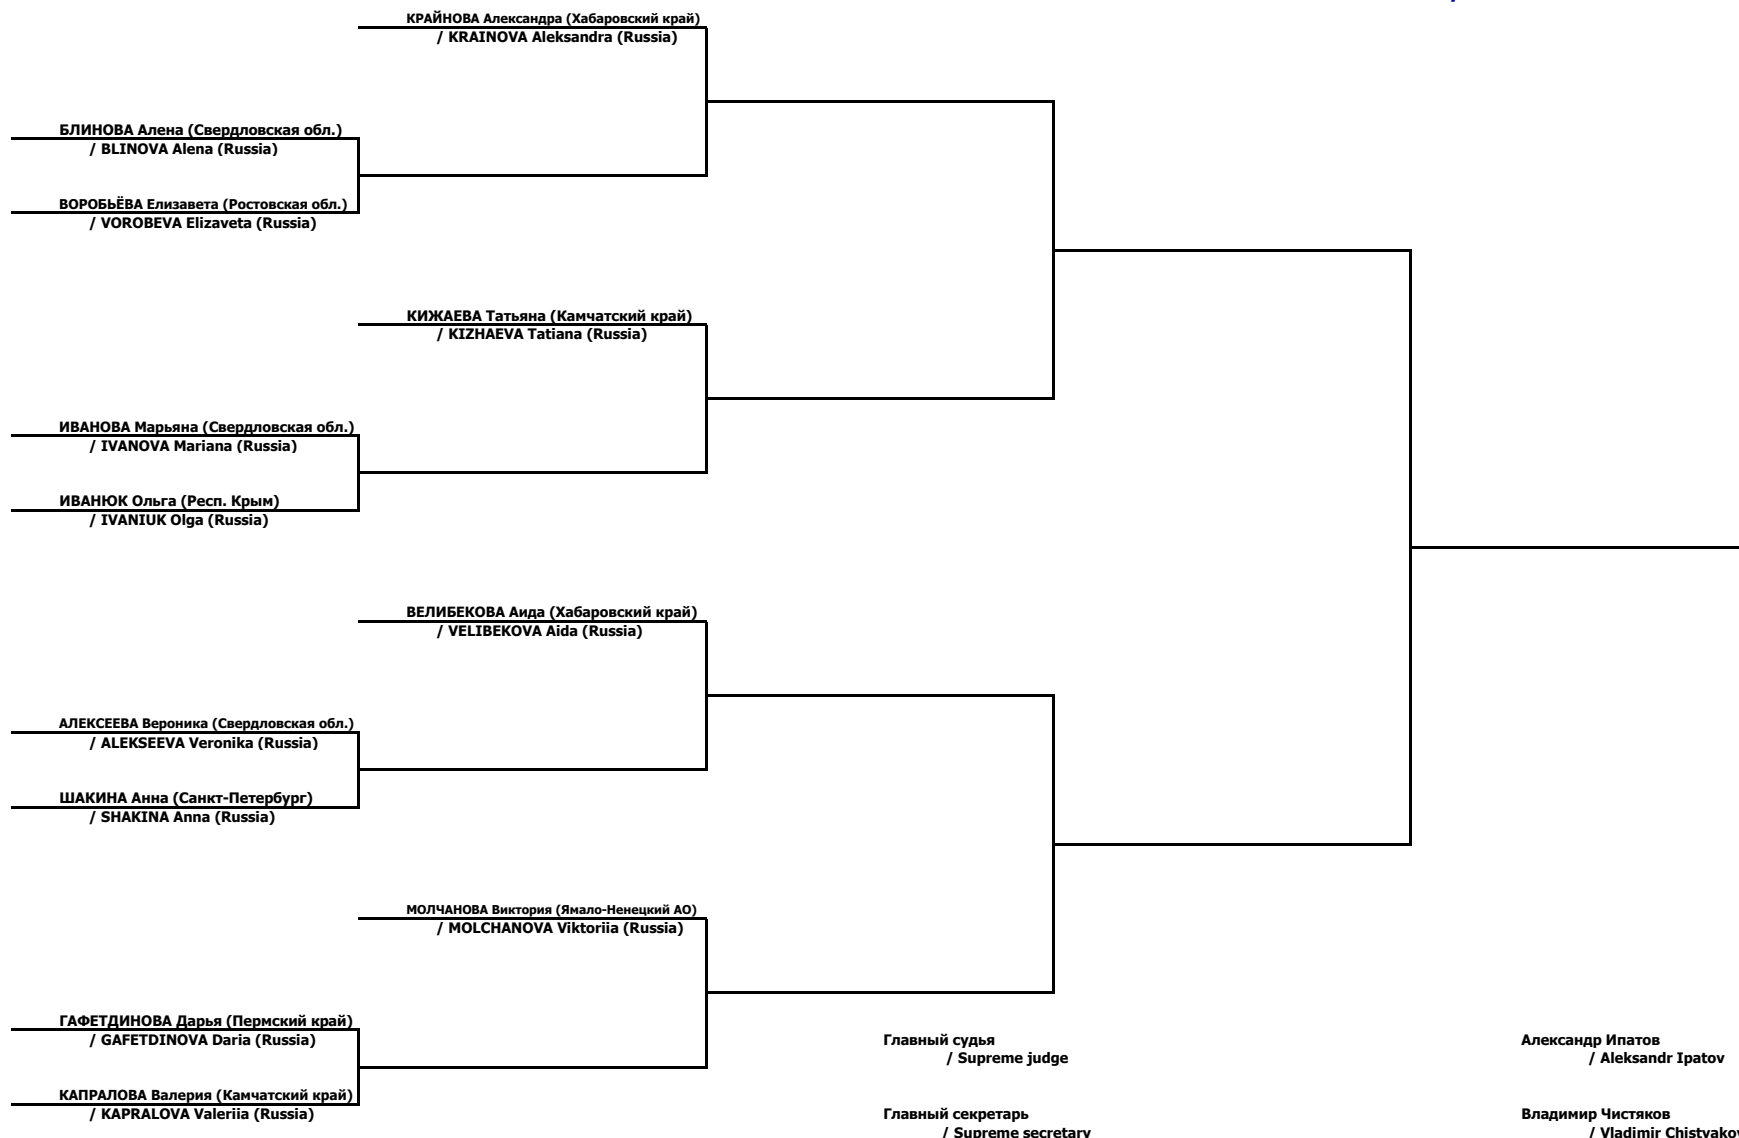 КРАЙНОВА Александра (Хабаровский край)
/ KRAINOVA Aleksandra (Russia)
БЛИНОВА Алена (Свердловская обл.)
/ BLINOVA Alena (Russia)
ВОРОБЬЁВА Елизавета (Ростовская обл.)
/ VOROBEVA Elizaveta (Russia)
КИЖАЕВА Татьяна (Камчатский край)
/ KIZHAEVA Tatiana (Russia)
ИВАНОВА Марьяна (Свердловская обл.)
/ IVANOVA Mariana (Russia)
ИВАНЮК Ольга (Респ. Крым)
/ IVANIUK Olga (Russia)
ВЕЛИБЕКОВА Аида (Хабаровский край)
/ VELIBEKOVA Aida (Russia)
АЛЕКСЕЕВА Вероника (Свердловская обл.)
/ ALEKSEEVA Veronika (Russia)
ШАКИНА Анна (Санкт-Петербург)
/ SHAKINA Anna (Russia)
МОЛЧАНОВА Виктория (Ямало-Ненецкий АО)
/ MOLCHANOVA Viktoriia (Russia)
ГАФЕТДИНОВА Дарья (Пермский край)
/ GAFETDINOVA Daria (Russia)
КАПРАЛОВА Валерия (Камчатский край)
/ KAPRALOVA Valeriia (Russia)
Главный судья
/ Supreme judge
Александр Ипатов
/ Aleksandr Ipatov
Главный секретарь
/ Supreme secretary
Владимир Чистяков
/ Vladimir Chistyakov